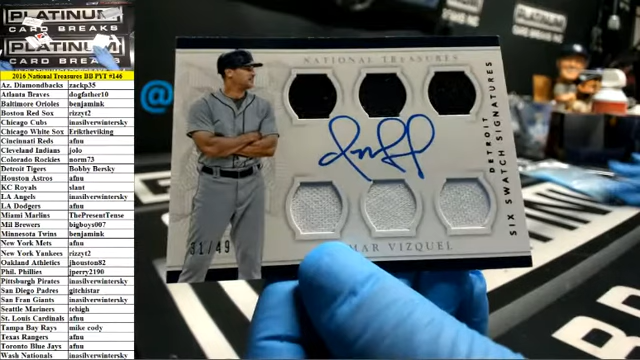 PLATINUM
CARD BREAKS
PLATINUM
CARD BREAKS
2016 National Treasures BB PYT #146
Az. Diamondbacks zackp35
Atlanta Braves dogfather10
Baltimore Orioles benjamink
Boston Red Sox rizzyt2
Chicago Cubs inasilverwintersky
Chicago White Sox Eriktheviking
Cincinnati Reds afnu
Cleveland Indians jolo
Colorado Rockies norm73
Detroit Tigers Bobby Bersky
Houston Astros afnu
KC Royals slaut
LA Angels inasilverwintersky
LA Dodgers afnu
Miami Marlins ThePresentTense
Mil Brewers bigboys007
Minnesota Twins benjamink
New York Mets afnu
New York Yankees rizzyt2
Oakland Athletics jhouston82
Phil. Phillies jperry2190
Pittsburgh Pirates inasilverwintersky
San Diego Padres gitchistar
San Fran Giants inasilverwintersky
Seattle Mariners tehigh
St. Louis Cardinals afnu
Tampa Bay Rays mike cody
Texas Rangers afnu
Toronto Blue Jays afnu
Wash Nationals inasilverwintersky
@
NATIONAL TREASURES
DETROIT
SIX SWATCH SIGNATURES
31/49
MAR VIZQUEL